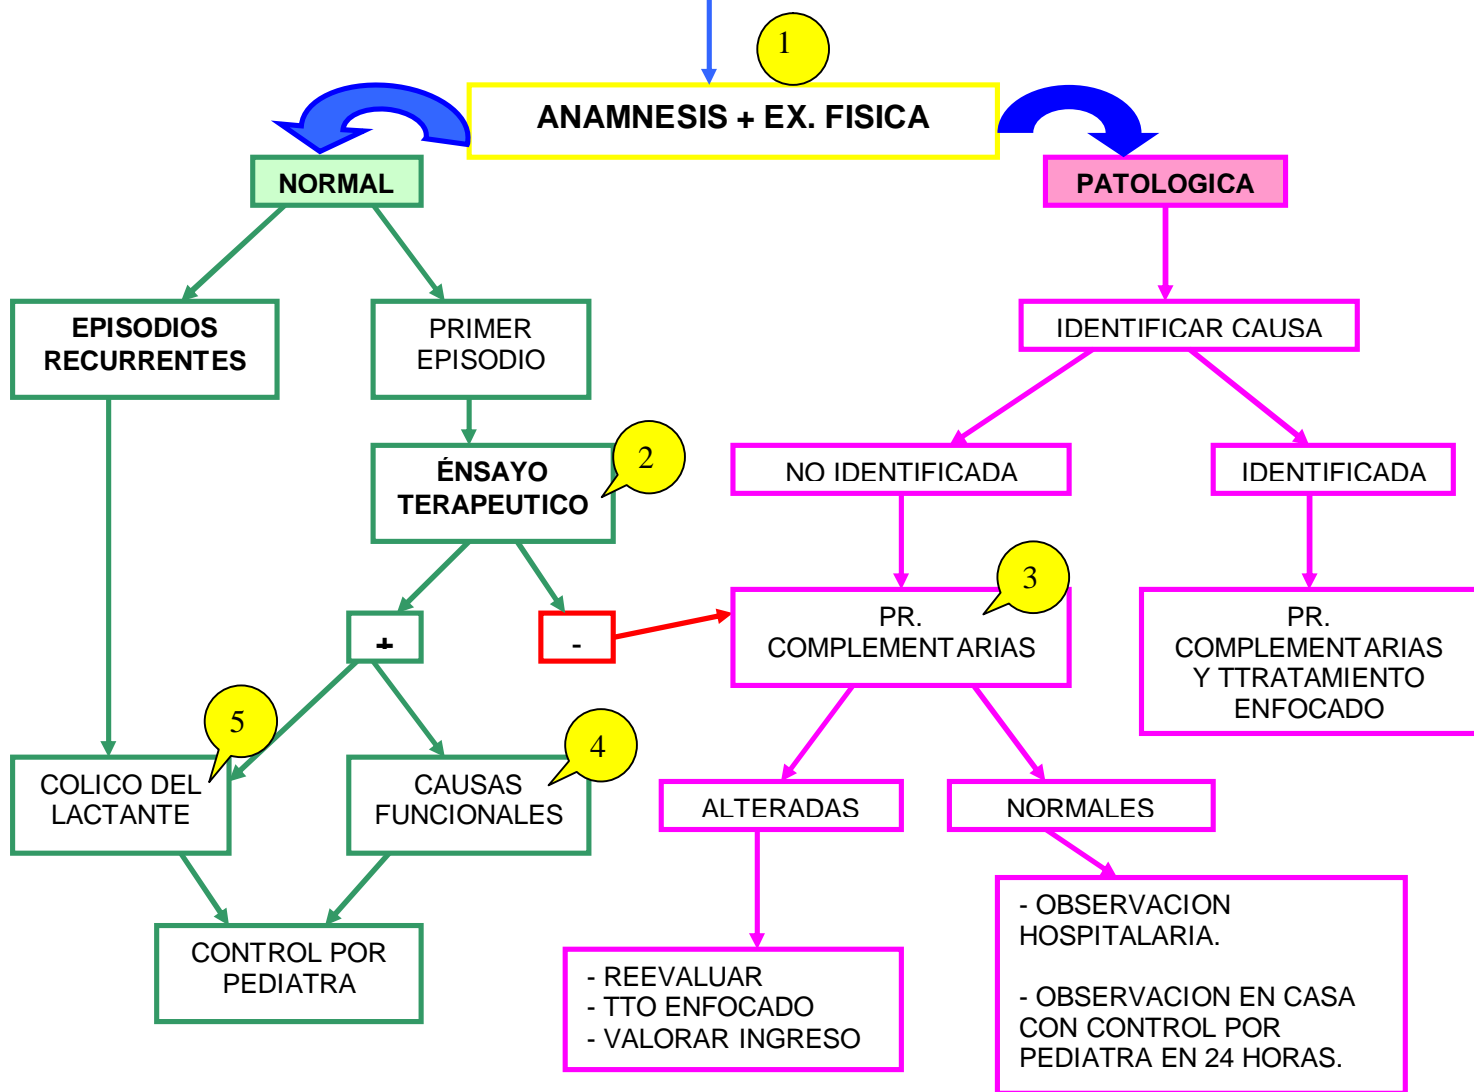 1
ANAMNESIS + EX. FISICA
NORMAL
PATOLOGICA
EPISODIOS
RECURRENTES
PRIMER
EPISODIO
IDENTIFICAR CAUSA
ÉNSAYO
TERAPEUTICO
2
NO IDENTIFICADA
IDENTIFICADA
3
+
-
PR.
COMPLEMENTARIAS
PR.
COMPLEMENTARIAS
Y TTRATAMIENTO
ENFOCADO
5
4
COLICO DEL
LACTANTE
CAUSAS
FUNCIONALES
ALTERADAS
NORMALES
CONTROL POR
PEDIATRA
- REEVALUAR
- TTO ENFOCADO
- VALORAR INGRESO
- OBSERVACION
HOSPITALARIA.
- OBSERVACION EN CASA
CON CONTROL POR
PEDIATRA EN 24 HORAS.